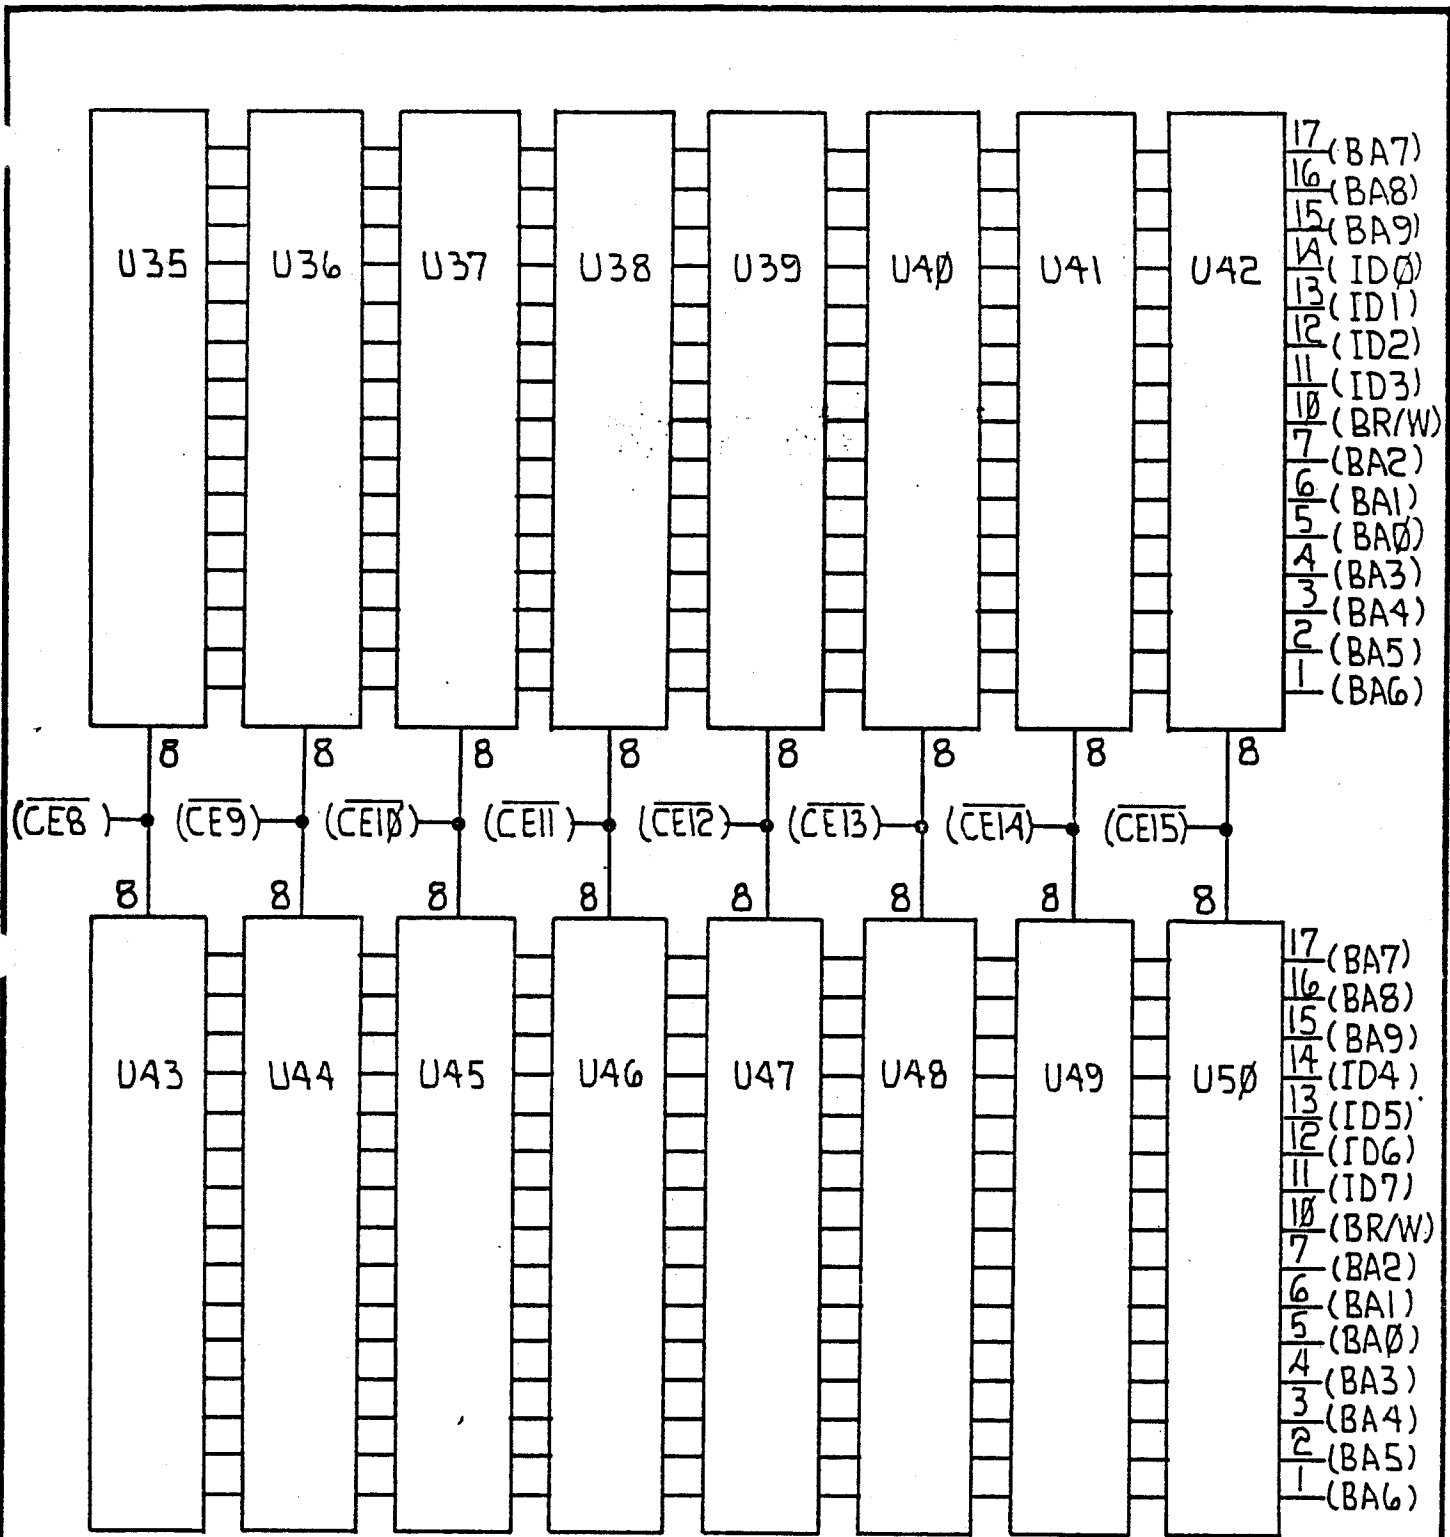 U35 U36 U37 U38 U39 U4Ø U41 U42
17 (BA7)
16 (BA8)
15 (BA9)
14 (IDØ)
13 (ID1)
12 (ID2)
11 (ID3)
1Ø (BR/W)
7 (BA2)
6 (BA1)
5 (BAØ)
4 (BA3)
3 (BA4)
2 (BA5)
1 (BA6)
8 8 8 8 8 8 8 8
(CE8) (CE9) (CE1Ø) (CE11) (CE12) (CE13) (CE14) (CE15)
8 8 8 8 8 8 8 8
U43 U44 U45 U46 U47 U48 U49 U5Ø
17 (BA7)
16 (BA8)
15 (BA9)
14 (ID4)
13 (ID5)
12 (ID6)
11 (ID7)
1Ø (BR/W)
7 (BA2)
6 (BA1)
5 (BAØ)
4 (BA3)
3 (BA4)
2 (BA5)
1 (BA6)